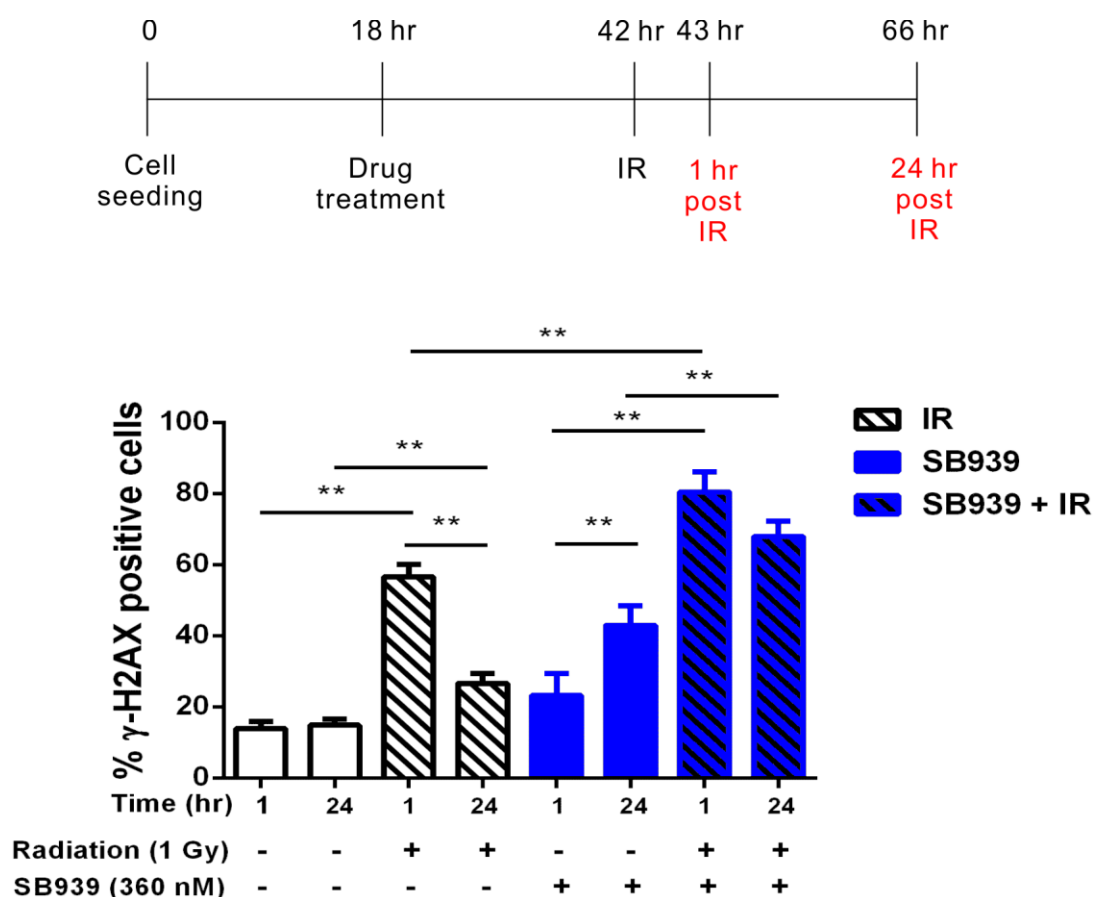 0 18 hr 42 hr 43 hr 66 hr
Cell seeding
Drug treatment
IR
1 hr post IR
24 hr post IR
**
**
**
**
**
**
**
% γ-H2AX positive cells
100
80
60
40
20
0
IR
SB939
SB939 + IR
Time (hr) 1 24 1 24 1 24 1 24
Radiation (1 Gy) - - + + - - + +
SB939 (360 nM) - - - - + + + +